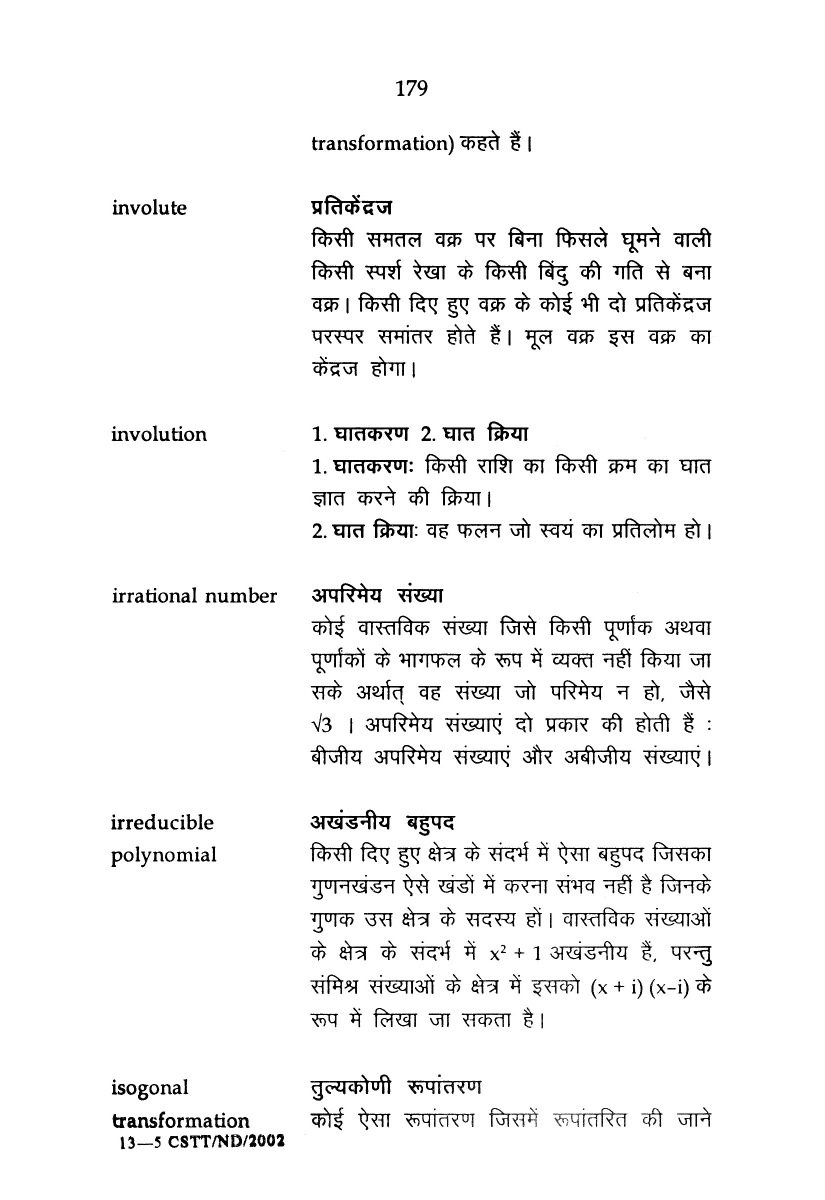 179
transformation) कहते हैं।
involute प्रतिकेंद्रज
किसी समतल वक्र पर बिना फिसले घूमने वाली
किसी स्पर्श रेखा के किसी बिंदु की गति से बना
वक्र। किसी दिए हुए वक्र के कोई भी दो प्रतिकेंद्रज
परस्पर समांतर होते हैं। मूल वक्र इस वक्र का
केंद्रज होगा।
involution 1. घातकरण 2. घात क्रिया
1. घातकरणः किसी राशि का किसी क्रम का घात
ज्ञात करने की क्रिया।
2. घात क्रियाः वह फलन जो स्वयं का प्रतिलोम हो।
irrational number अपरिमेय संख्या
कोई वास्तविक संख्या जिसे किसी पूर्णांक अथवा
पूर्णांकों के भागफल के रूप में व्यक्त नहीं किया जा
सके अर्थात् वह संख्या जो परिमेय न हो, जैसे
√3 । अपरिमेय संख्याएं दो प्रकार की होती हैं :
बीजीय अपरिमेय संख्याएं और अबीजीय संख्याएं।
irreducible अखंडनीय बहुपद
polynomial किसी दिए हुए क्षेत्र के संदर्भ में ऐसा बहुपद जिसका
गुणनखंडन ऐसे खंडों में करना संभव नहीं है जिनके
गुणक उस क्षेत्र के सदस्य हों। वास्तविक संख्याओं
के क्षेत्र के संदर्भ में x² + 1 अखंडनीय है, परन्तु
संमिश्र संख्याओं के क्षेत्र में इसको (x + i) (x–i) के
रूप में लिखा जा सकता है।
isogonal तुल्यकोणी रूपांतरण
transformation कोई ऐसा रूपांतरण जिसमें रूपांतरित की जाने
13—5 CSTT/ND/2002